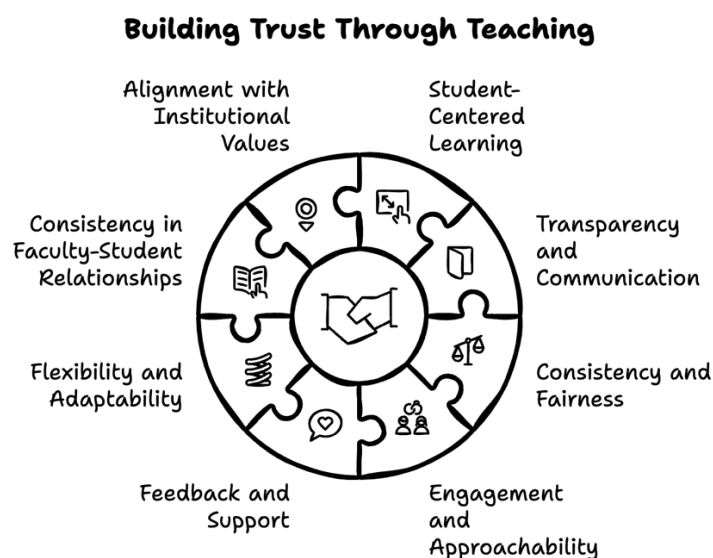 Building Trust Through Teaching
Alignment with
Institutional
Values
Student-
Centered
Learning
Consistency in
Faculty-Student
Relationships
Transparency
and
Communication
Flexibility and
Adaptability
Consistency and
Fairness
Feedback and
Support
Engagement
and
Approachability